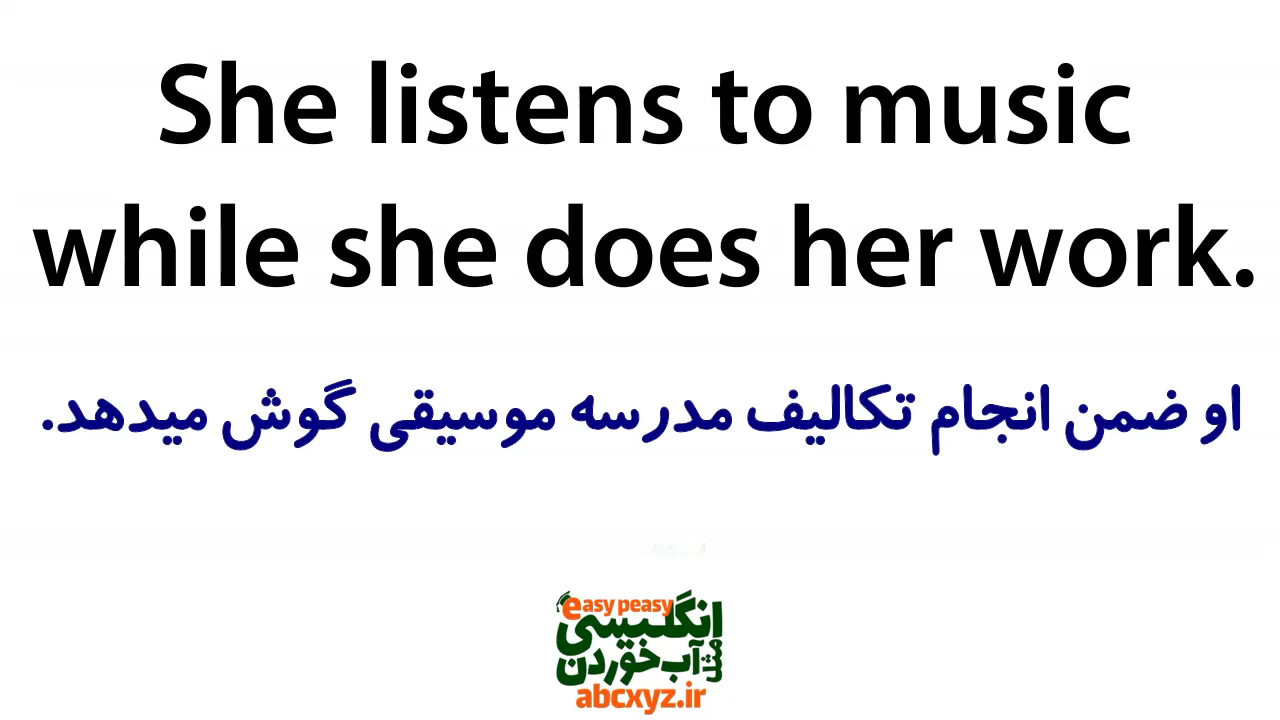 She listens to music
while she does her work.
او ضمن انجام تکالیف مدرسه موسیقی گوش میدهد.
easy peasy
انگلیسی
مثل آب خوردن
abcxyz.ir